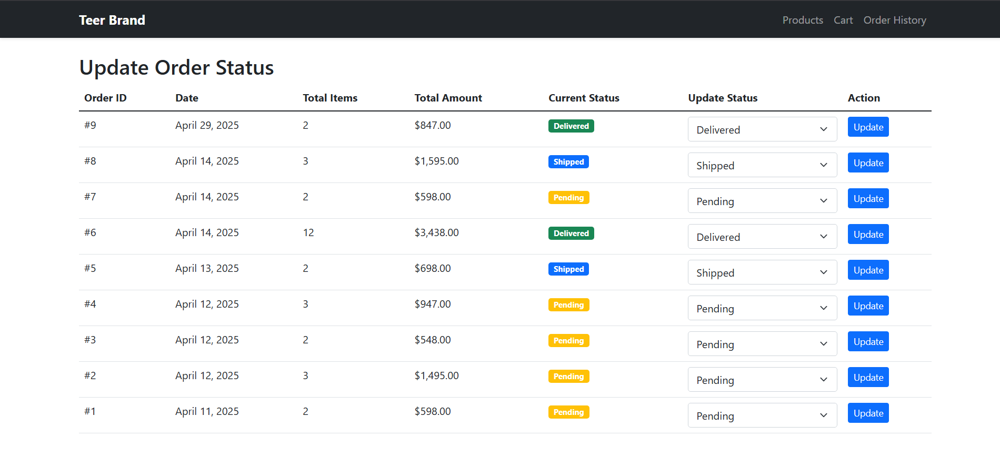 Teer Brand Products Cart Order History
Update Order Status
Order ID Date Total Items Total Amount Current Status Update Status Action
#9 April 29, 2025 2 $847.00 Delivered Delivered Update
#8 April 14, 2025 3 $1,595.00 Shipped Shipped Update
#7 April 14, 2025 2 $598.00 Pending Pending Update
#6 April 14, 2025 12 $3,438.00 Delivered Delivered Update
#5 April 13, 2025 2 $698.00 Shipped Shipped Update
#4 April 12, 2025 3 $947.00 Pending Pending Update
#3 April 12, 2025 2 $548.00 Pending Pending Update
#2 April 12, 2025 3 $1,495.00 Pending Pending Update
#1 April 11, 2025 2 $598.00 Pending Pending Update